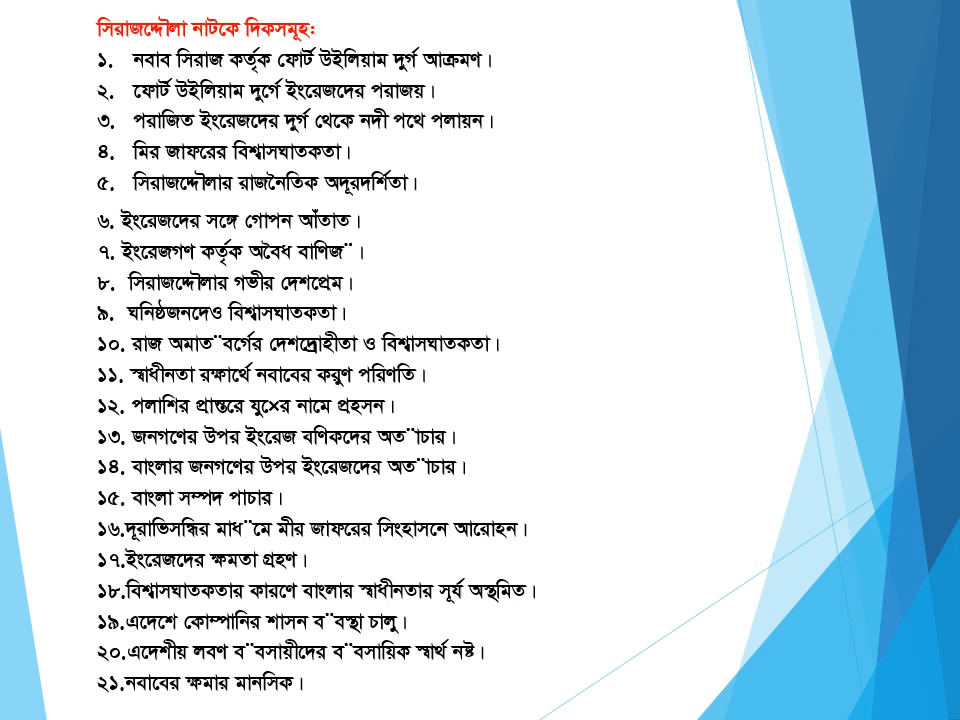 সিরাজদ্দৌলা নাটকে দিকসমূহ:
১. নবাব সিরাজ কর্তৃক ফোর্ট উইলিয়াম দুর্গ আক্রমণ।
২. ফোর্ট উইলিয়াম দুর্গে ইংরেজদের পরাজয়।
৩. পরাজিত ইংরেজদের দুর্গ থেকে নদী পথে পলায়ন।
৪. মির জাফরের বিশ্বাসঘাতকতা।
৫. সিরাজদ্দৌলার রাজনৈতিক অদূরদর্শিতা।
৬. ইংরেজদের সঙ্গে গোপন আঁতাত।
৭. ইংরেজগণ কর্তৃক অবৈধ বাণিজ¨ ।
৮. সিরাজদ্দৌলার গভীর দেশপ্রেম।
৯. ঘনিষ্ঠজনদেও বিশ্বাসঘাতকতা।
১০. রাজ অমাত¨বর্গের দেশদ্রোহীতা ও বিশ্বাসঘাতকতা।
১১. স্বাধীনতা রক্ষার্থে নবাবের করুণ পরিণতি।
১২. পলাশির প্রান্তরে যু×র নামে প্রহসন।
১৩. জনগণের উপর ইংরেজ বণিকদের অত¨াচার।
১৪. বাংলার জনগণের উপর ইংরেজদের অত¨াচার।
১৫. বাংলা সম্পদ পাচার।
১৬.দূরাভিসন্ধির মাধ¨মে মীর জাফরের সিংহাসনে আরোহন।
১৭.ইংরেজদের ক্ষমতা গ্রহণ।
১৮.বিশ্বাসঘাতকতার কারণে বাংলার স্বাধীনতার সূর্য অস্থমিত।
১৯.এদেশে কোম্পানির শাসন ব¨বস্থা চালু।
২০.এদেশীয় লবণ ব¨বসায়ীদের ব¨বসায়িক স্বার্থ নষ্ট।
২১.নবাবের ক্ষমার মানসিক।